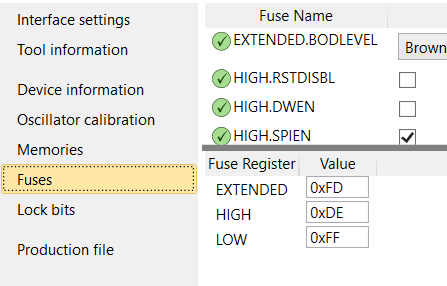 Interface settings
Tool information
Device information
Oscillator calibration
Memories
Fuses
Lock bits
Production file
Fuse Name
EXTENDED.BODLEVEL
Brown
HIGH.RSTDISBL
HIGH.DWEN
HIGH.SPIEN
Fuse Register Value
EXTENDED 0xFD
HIGH 0xDE
LOW 0xFF